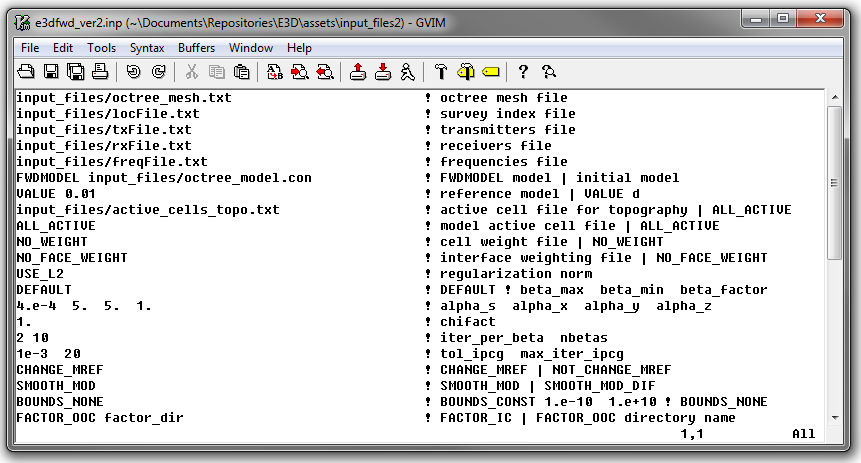 e3dfwd_ver2.inp (~\Documents\Repositories\E3D\assets\input_files2) - GVIM
File Edit Tools Syntax Buffers Window Help
input_files/octree_mesh.txt ! octree mesh file
input_files/locFile.txt ! survey index file
input_files/txFile.txt ! transmitters file
input_files/rxFile.txt ! receivers file
input_files/freqFile.txt ! frequencies file
FWDMODEL input_files/octree_model.con ! FWDMODEL model | initial model
VALUE 0.01 ! reference model | VALUE d
input_files/active_cells_topo.txt ! active cell file for topography | ALL_ACTIVE
ALL_ACTIVE ! model active cell file | ALL_ACTIVE
NO_WEIGHT ! cell weight file | NO_WEIGHT
NO_FACE_WEIGHT ! interface weighting file | NO_FACE_WEIGHT
USE_L2 ! regularization norm
DEFAULT ! DEFAULT ! beta_max beta_min beta_factor
4.e-4 5. 5. 1. ! alpha_s alpha_x alpha_y alpha_z
1. ! chifact
2 10 ! iter_per_beta nbetas
1e-3 20 ! tol_ipcg max_iter_ipcg
CHANGE_MREF ! CHANGE_MREF | NOT_CHANGE_MREF
SMOOTH_MOD ! SMOOTH_MOD | SMOOTH_MOD_DIF
BOUNDS_NONE ! BOUNDS_CONST 1.e-10 1.e+10 ! BOUNDS_NONE
FACTOR_OOC factor_dir ! FACTOR_IC | FACTOR_OOC directory name
1,1 All